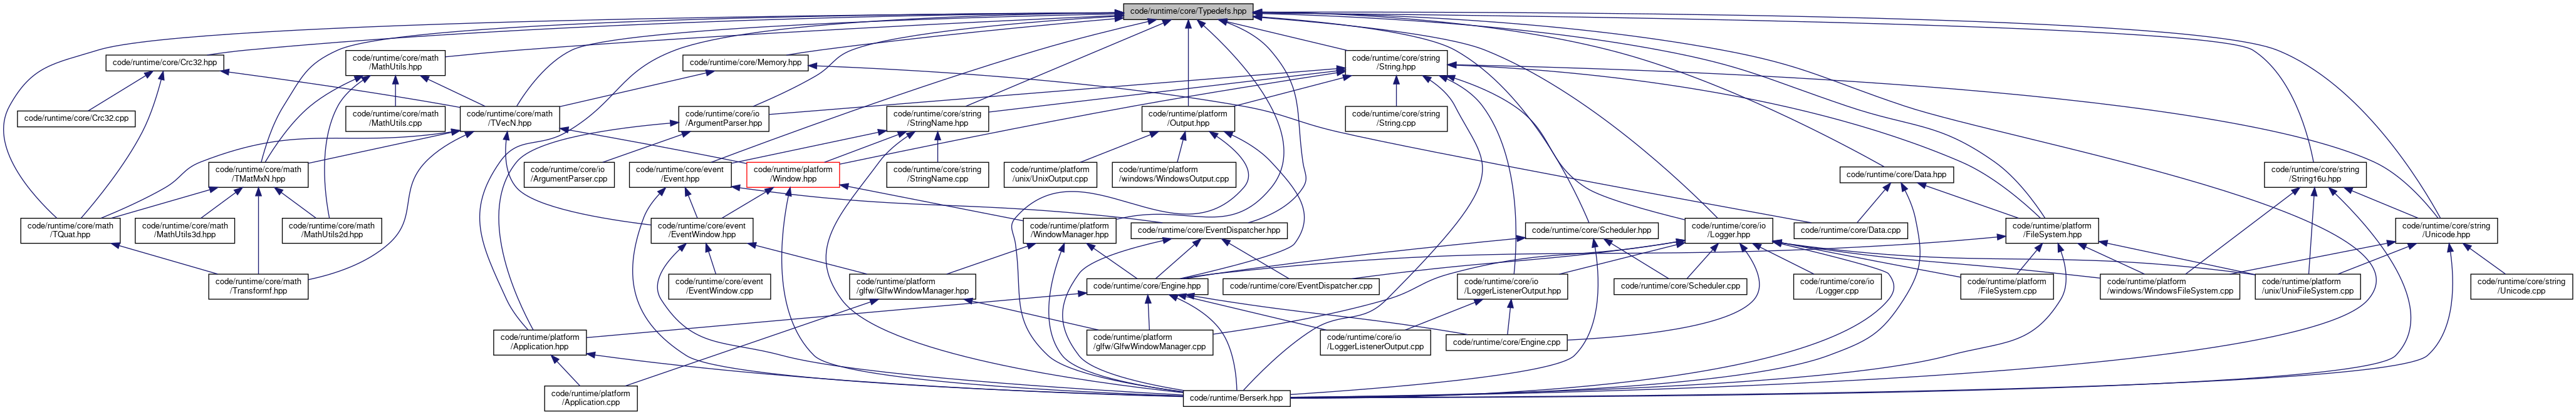 code/runtime/core/Typedefs.hpp
code/runtime/core/Crc32.hpp
code/runtime/core/math
/MathUtils.hpp
code/runtime/core/Memory.hpp
code/runtime/core/string
/String.hpp
code/runtime/core/Crc32.cpp
code/runtime/core/math
/MathUtils.cpp
code/runtime/core/math
/TVecN.hpp
code/runtime/core/io
/ArgumentParser.hpp
code/runtime/core/string
/StringName.hpp
code/runtime/platform
/Output.hpp
code/runtime/core/string
/String.cpp
code/runtime/core/math
/TMatMxN.hpp
code/runtime/core/io
/ArgumentParser.cpp
code/runtime/core/event
/Event.hpp
code/runtime/platform
/Window.hpp
code/runtime/core/string
/StringName.cpp
code/runtime/platform
/unix/UnixOutput.cpp
code/runtime/platform
/windows/WindowsOutput.cpp
code/runtime/core/Data.hpp
code/runtime/core/string
/String16u.hpp
code/runtime/core/math
/TQuat.hpp
code/runtime/core/math
/MathUtils3d.hpp
code/runtime/core/math
/MathUtils2d.hpp
code/runtime/core/event
/EventWindow.hpp
code/runtime/platform
/WindowManager.hpp
code/runtime/core/EventDispatcher.hpp
code/runtime/core/Scheduler.hpp
code/runtime/core/io
/Logger.hpp
code/runtime/core/Data.cpp
code/runtime/platform
/FileSystem.hpp
code/runtime/core/string
/Unicode.hpp
code/runtime/core/math
/Transformf.hpp
code/runtime/core/event
/EventWindow.cpp
code/runtime/platform
/glfw/GlfwWindowManager.hpp
code/runtime/core/Engine.hpp
code/runtime/core/EventDispatcher.cpp
code/runtime/core/io
/LoggerListenerOutput.hpp
code/runtime/core/Scheduler.cpp
code/runtime/core/io
/Logger.cpp
code/runtime/platform
/FileSystem.cpp
code/runtime/platform
/windows/WindowsFileSystem.cpp
code/runtime/platform
/unix/UnixFileSystem.cpp
code/runtime/core/string
/Unicode.cpp
code/runtime/platform
/Application.hpp
code/runtime/platform
/glfw/GlfwWindowManager.cpp
code/runtime/core/io
/LoggerListenerOutput.cpp
code/runtime/core/Engine.cpp
code/runtime/platform
/Application.cpp
code/runtime/Berserk.hpp